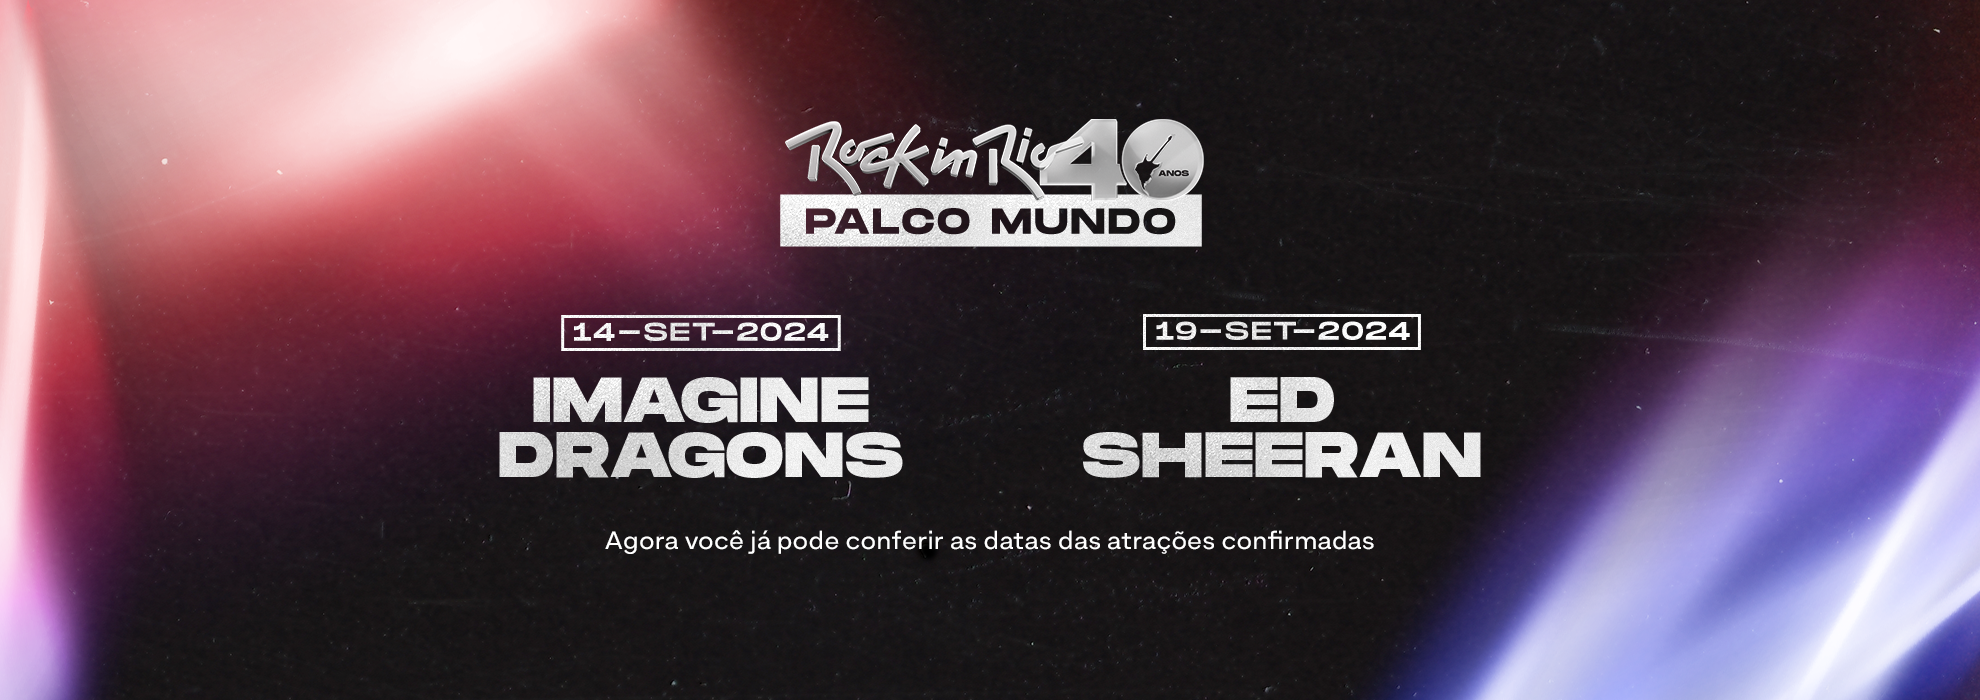 Rock in Rio 40
ANOS
PALCO MUNDO
14-SET-2024
IMAGINE
DRAGONS
19-SET-2024
ED
SHEERAN
Agora você já pode conferir as datas das atrações confirmadas